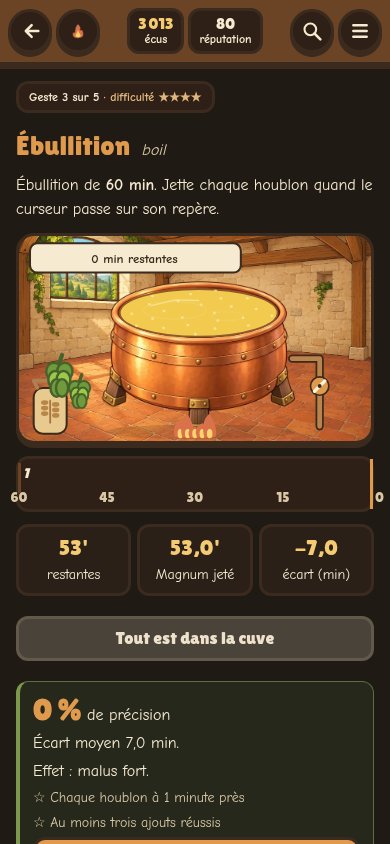 3 013
écus
80
réputation
Geste 3 sur 5 · difficulté ★★★★
Ébullition boil
Ébullition de 60 min. Jette chaque houblon quand le
curseur passe sur son repère.
0 min restantes
1
60 45 30 15 0
53' 53,0' −7,0
restantes Magnum jeté écart (min)
Tout est dans la cuve
0 % de précision
Écart moyen 7,0 min.
Effet : malus fort.
☆ Chaque houblon à 1 minute près
☆ Au moins trois ajouts réussis